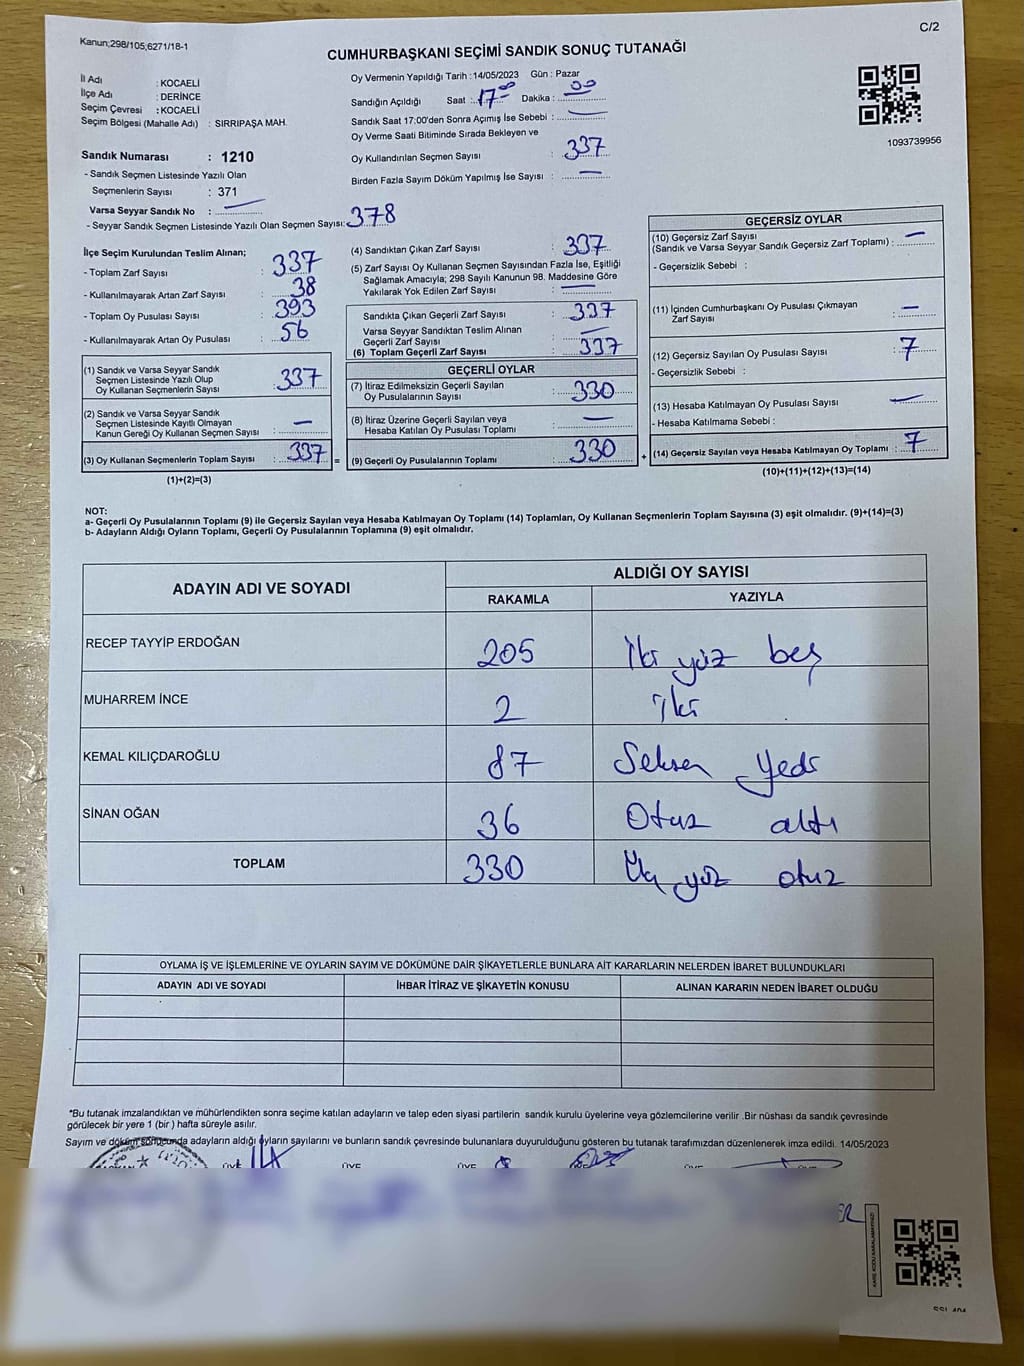 Kanun;298/105;6271/18-1
C/2
CUMHURBAŞKANI SEÇİMİ SANDIK SONUÇ TUTANAĞI
İl Adı : KOCAELİ
İlçe Adı : DERİNCE
Seçim Çevresi : KOCAELİ
Seçim Bölgesi (Mahalle Adı) : SIRRIPAŞA MAH.
Sandık Numarası : 1210
- Sandık Seçmen Listesinde Yazılı Olan
Seçmenlerin Sayısı : 371
Varsa Seyyar Sandık No :
- Seyyar Sandık Seçmen Listesinde Yazılı Olan Seçmen Sayısı: 378
Oy Vermenin Yapıldığı Tarih : 14/05/2023 Gün : Pazar
Sandığın Açıldığı Saat : 17 00 Dakika : 00
Sandık Saat 17:00'den Sonra Açımış İse Sebebi :
Oy Verme Saati Bitiminde Sırada Bekleyen ve
Oy Kullandırılan Seçmen Sayısı : 337
Birden Fazla Sayım Döküm Yapılmış İse Sayısı : —
1093739956
İlçe Seçim Kurulundan Teslim Alınan;
- Toplam Zarf Sayısı : 337
- Kullanılmayarak Artan Zarf Sayısı : 38
- Toplam Oy Pusulası Sayısı : 393
- Kullanılmayarak Artan Oy Pusulası : 56
(1) Sandık ve Varsa Seyyar Sandık
Seçmen Listesinde Yazılı Olup
Oy Kullanan Seçmenlerin Sayısı : 337
(2) Sandık ve Varsa Seyyar Sandık
Seçmen Listesinde Kayıtlı Olmayan
Kanun Gereği Oy Kullanan Seçmen Sayısı : —
(3) Oy Kullanan Seçmenlerin Toplam Sayısı : 337 =
(1)+(2)=(3)
(4) Sandıktan Çıkan Zarf Sayısı : 337
(5) Zarf Sayısı Oy Kullanan Seçmen Sayısından Fazla İse, Eşitliği
Sağlamak Amacıyla; 298 Sayılı Kanunun 98. Maddesine Göre
Yakılarak Yok Edilen Zarf Sayısı : —
Sandıkta Çıkan Geçerli Zarf Sayısı : 337
Varsa Seyyar Sandıktan Teslim Alınan
Geçerli Zarf Sayısı : —
(6) Toplam Geçerli Zarf Sayısı : 337
GEÇERLİ OYLAR
(7) İtiraz Edilmeksizin Geçerli Sayılan
Oy Pusulalarının Sayısı : 330
(8) İtiraz Üzerine Geçerli Sayılan veya
Hesaba Katılan Oy Pusulası Toplamı : —
(9) Geçerli Oy Pusulalarının Toplamı : 330 +
GEÇERSİZ OYLAR
(10) Geçersiz Zarf Sayısı
(Sandık ve Varsa Seyyar Sandık Geçersiz Zarf Toplamı) : —
- Geçersizlik Sebebi :
(11) İçinden Cumhurbaşkanı Oy Pusulası Çıkmayan
Zarf Sayısı : —
(12) Geçersiz Sayılan Oy Pusulası Sayısı : 7
- Geçersizlik Sebebi :
(13) Hesaba Katılmayan Oy Pusulası Sayısı : —
- Hesaba Katılmama Sebebi :
(14) Geçersiz Sayılan veya Hesaba Katılmayan Oy Toplamı : 7
(10)+(11)+(12)+(13)=(14)
NOT:
a- Geçerli Oy Pusulalarının Toplamı (9) ile Geçersiz Sayılan veya Hesaba Katılmayan Oy Toplamı (14) Toplamları, Oy Kullanan Seçmenlerin Toplam Sayısına (3) eşit olmalıdır. (9)+(14)=(3)
b- Adayların Aldığı Oyların Toplamı, Geçerli Oy Pusulalarının Toplamına (9) eşit olmalıdır.
ADAYIN ADI VE SOYADI
ALDIĞI OY SAYISI
RAKAMLA YAZIYLA
RECEP TAYYİP ERDOĞAN 205 İki yüz beş
MUHARREM İNCE 2 İki
KEMAL KILIÇDAROĞLU 87 Seksen Yedi
SİNAN OĞAN 36 Otuz altı
TOPLAM 330 Üç yüz otuz
OYLAMA İŞ VE İŞLEMLERİNE VE OYLARIN SAYIM VE DÖKÜMÜNE DAİR ŞİKAYETLERLE BUNLARA AİT KARARLARIN NELERDEN İBARET BULUNDUKLARI
ADAYIN ADI VE SOYADI İHBAR İTİRAZ VE ŞİKAYETİN KONUSU ALINAN KARARIN NEDEN İBARET OLDUĞU
*Bu tutanak imzalandıktan ve mühürlendikten sonra seçime katılan adayların ve talep eden siyasi partilerin sandık kurulu üyelerine veya gözlemcilerine verilir .Bir nüshası da sandık çevresinde
görülecek bir yere 1 (bir ) hafta süreyle asılır.
Sayım ve döküm sonucunda adayların aldığı oyların sayılarını ve bunların sandık çevresinde bulunanlara duyurulduğunu gösteren bu tutanak tarafımızdan düzenlenerek imza edildi. 14/05/2023
ÜYE ÜYE ÜYE
KARE KODU KARALAMAYINIZ!